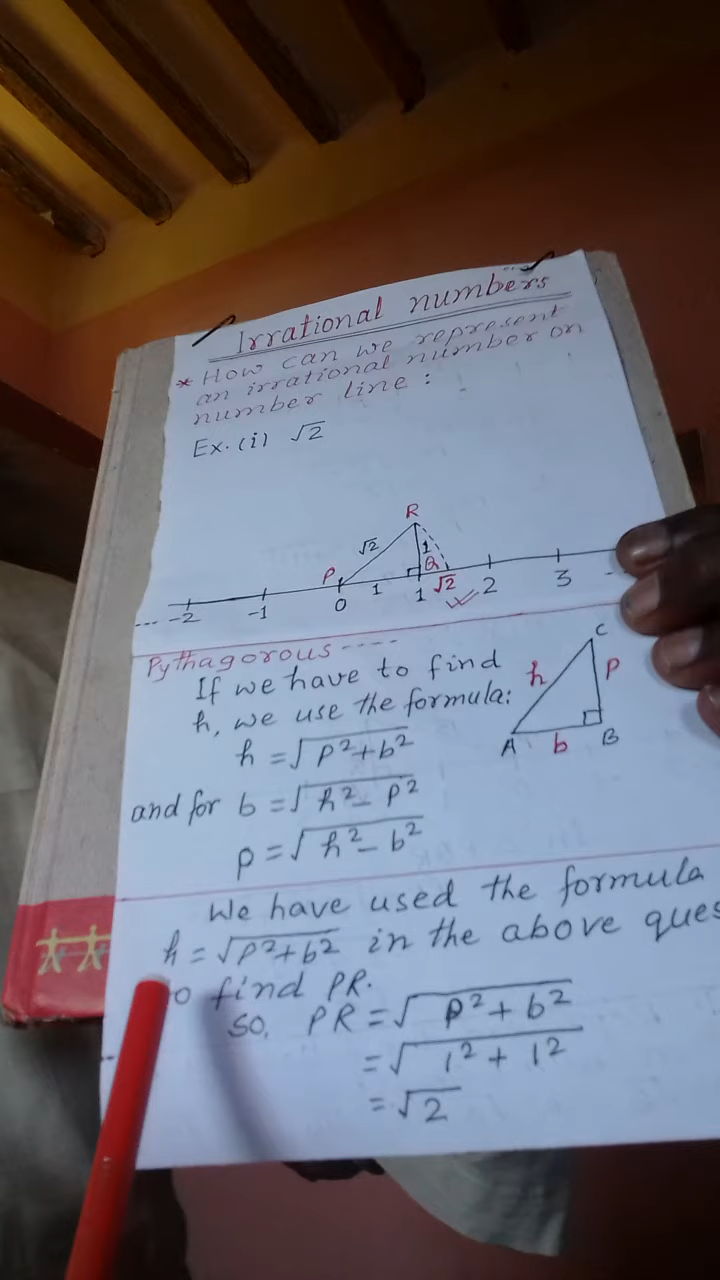 Irrational numbers
* How can we represent
an irrational number on
number line :
Ex. (i) √2
R
√2
1
P
Q
--- -2 -1 0 1 1 √2 2 3 -
Pythagorous ----
If we have to find
h, we use the formula:
h = √p²+b²
C
h
p
A b B
and for b = √h²- p²
p = √h²- b²
We have used the formula
h = √p²+b² in the above ques
find PR.
so, PR = √p²+b²
= √1²+ 1²
= √2